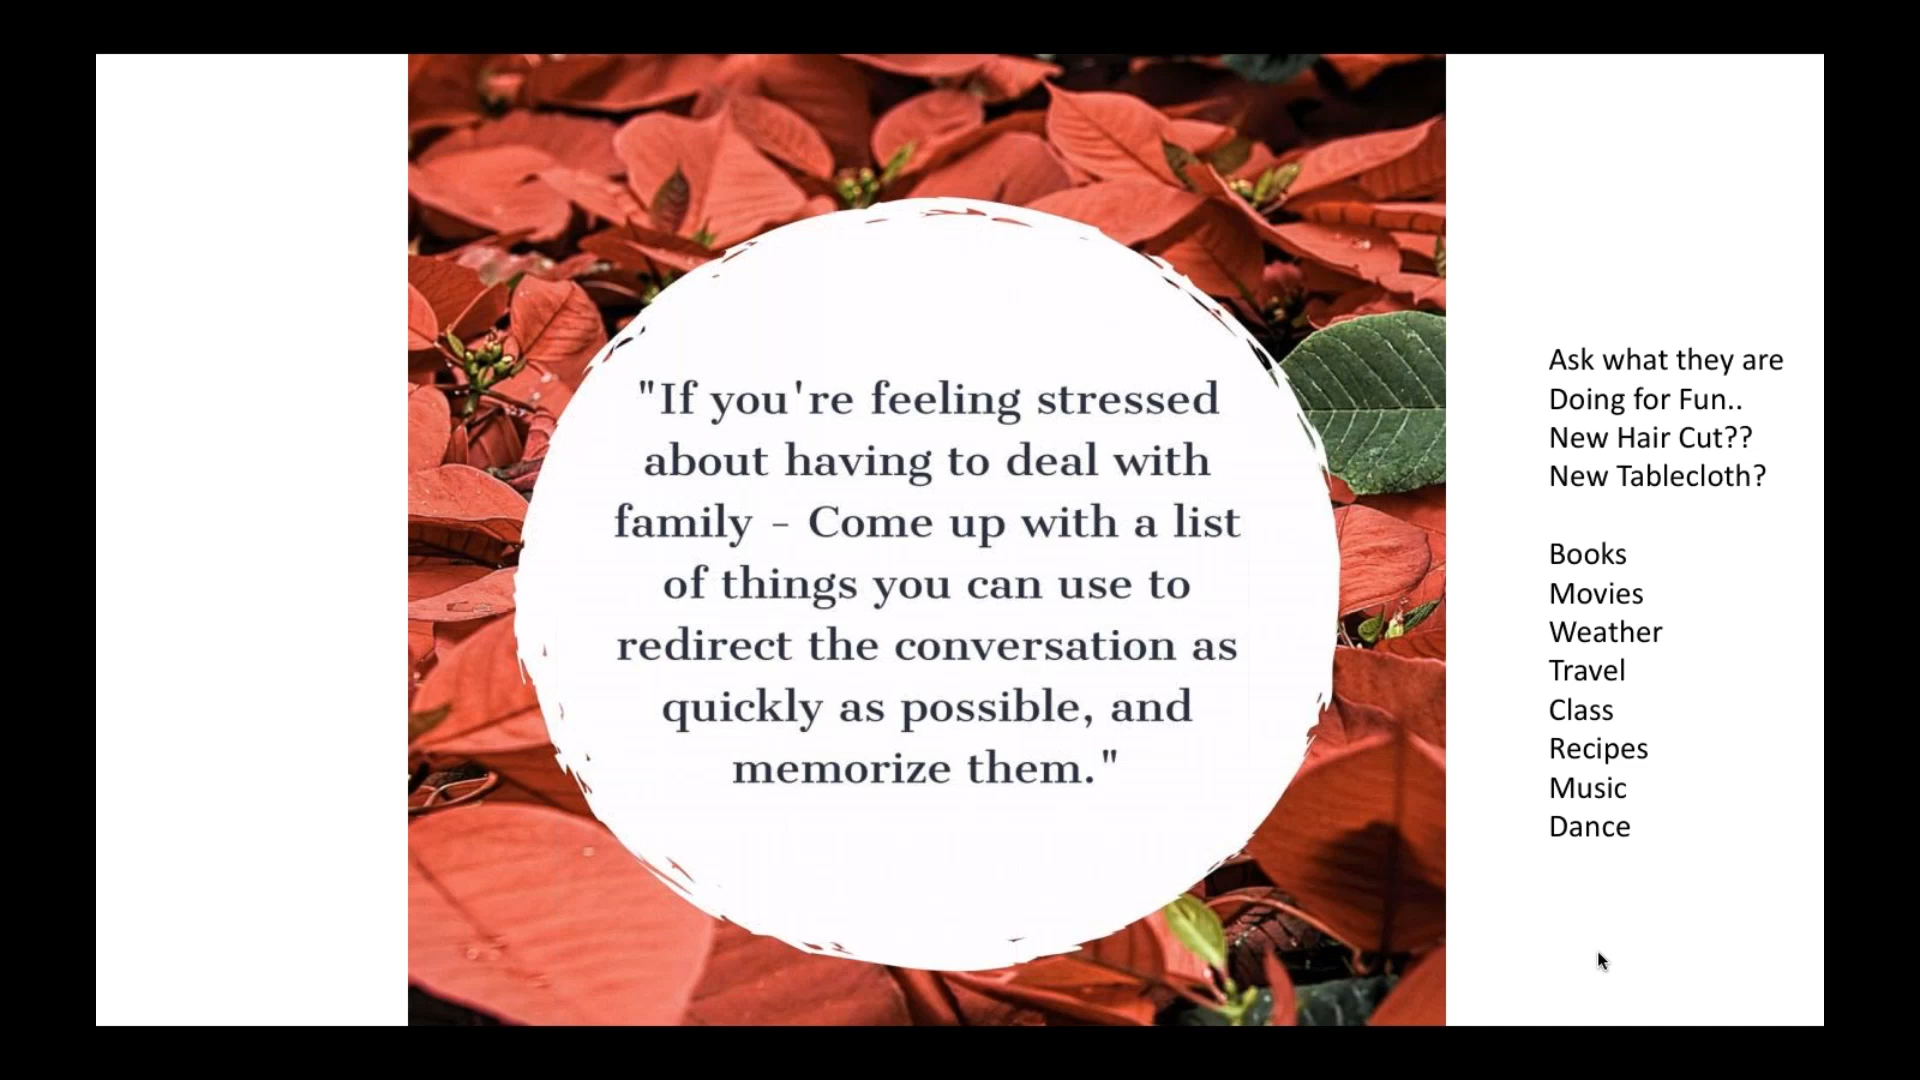 "If you're feeling stressed
about having to deal with
family - Come up with a list
of things you can use to
redirect the conversation as
quickly as possible, and
memorize them."
Ask what they are
Doing for Fun..
New Hair Cut??
New Tablecloth?
Books
Movies
Weather
Travel
Class
Recipes
Music
Dance